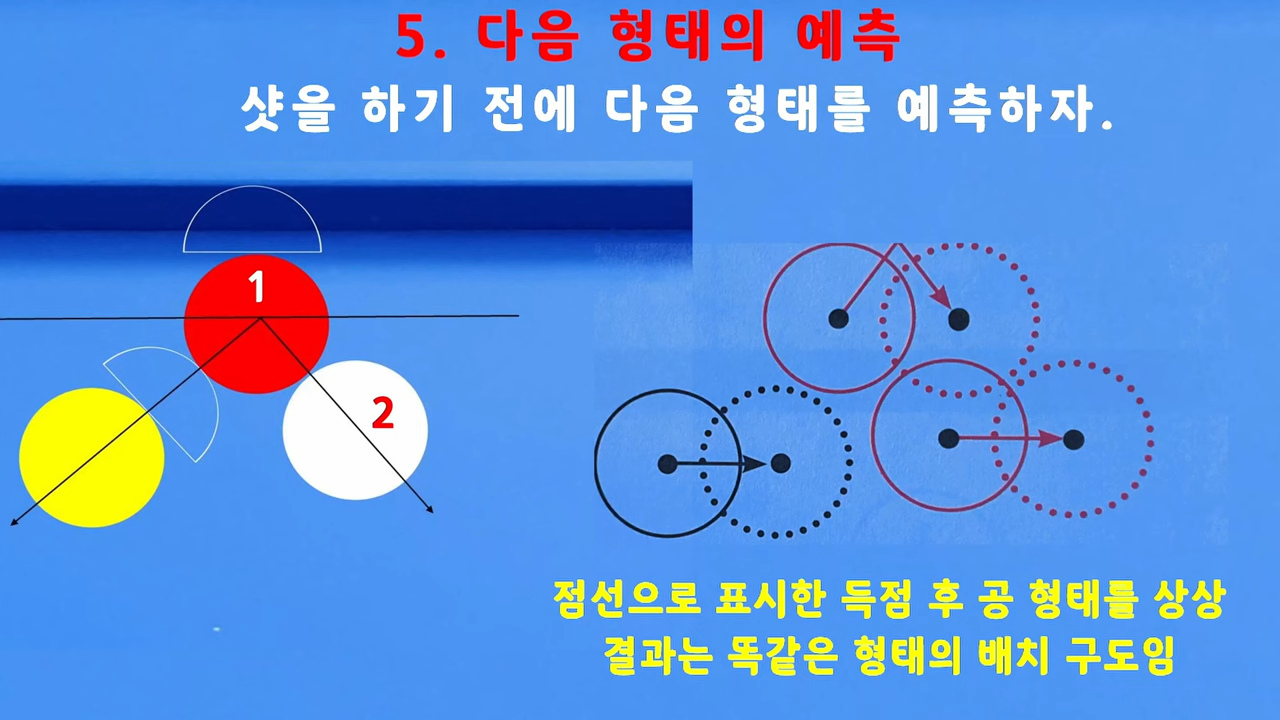 5. 다음 형태의 예측
샷을 하기 전에 다음 형태를 예측하자.
1
2
점선으로 표시한 득점 후 공 형태를 상상
결과는 똑같은 형태의 배치 구도임